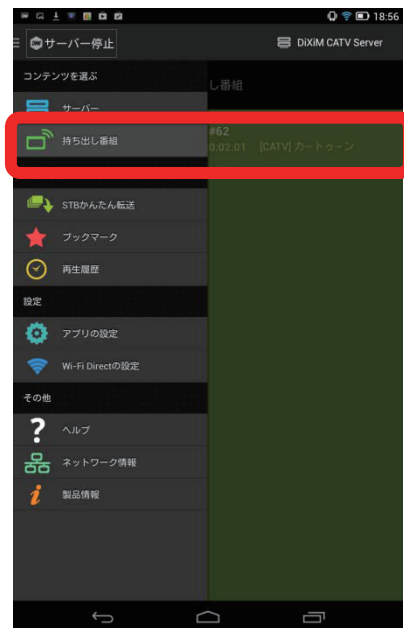 18:56
サーバー停止
DiXiM CATV Server
コンテンツを選ぶ
し番組
サーバー
持ち出し番組
#62
0:02:01 [CATV] カートゥーン
STBかんたん転送
ブックマーク
再生履歴
設定
アプリの設定
Wi-Fi Directの設定
その他
ヘルプ
ネットワーク情報
製品情報